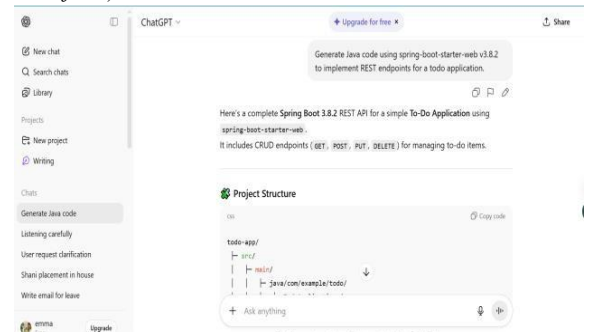 ChatGPT
Upgrade for free ×
Share
New chat
Search chats
Library
Projects
New project
Writing
Chats
Generate Java code
Listening carefully
User request clarification
Shani placement in house
Write email for leave
emma
Upgrade
Generate Java code using spring-boot-starter-web v3.8.2
to implement REST endpoints for a todo application.
Here's a complete Spring Boot 3.8.2 REST API for a simple To-Do Application using
spring-boot-starter-web.
It includes CRUD endpoints (GET, POST, PUT, DELETE) for managing to-do items.
Project Structure
css
Copy code
todo-app/
├─ src/
│ ├─ main/
│ │ ├─ java/com/example/todo/
Ask anything